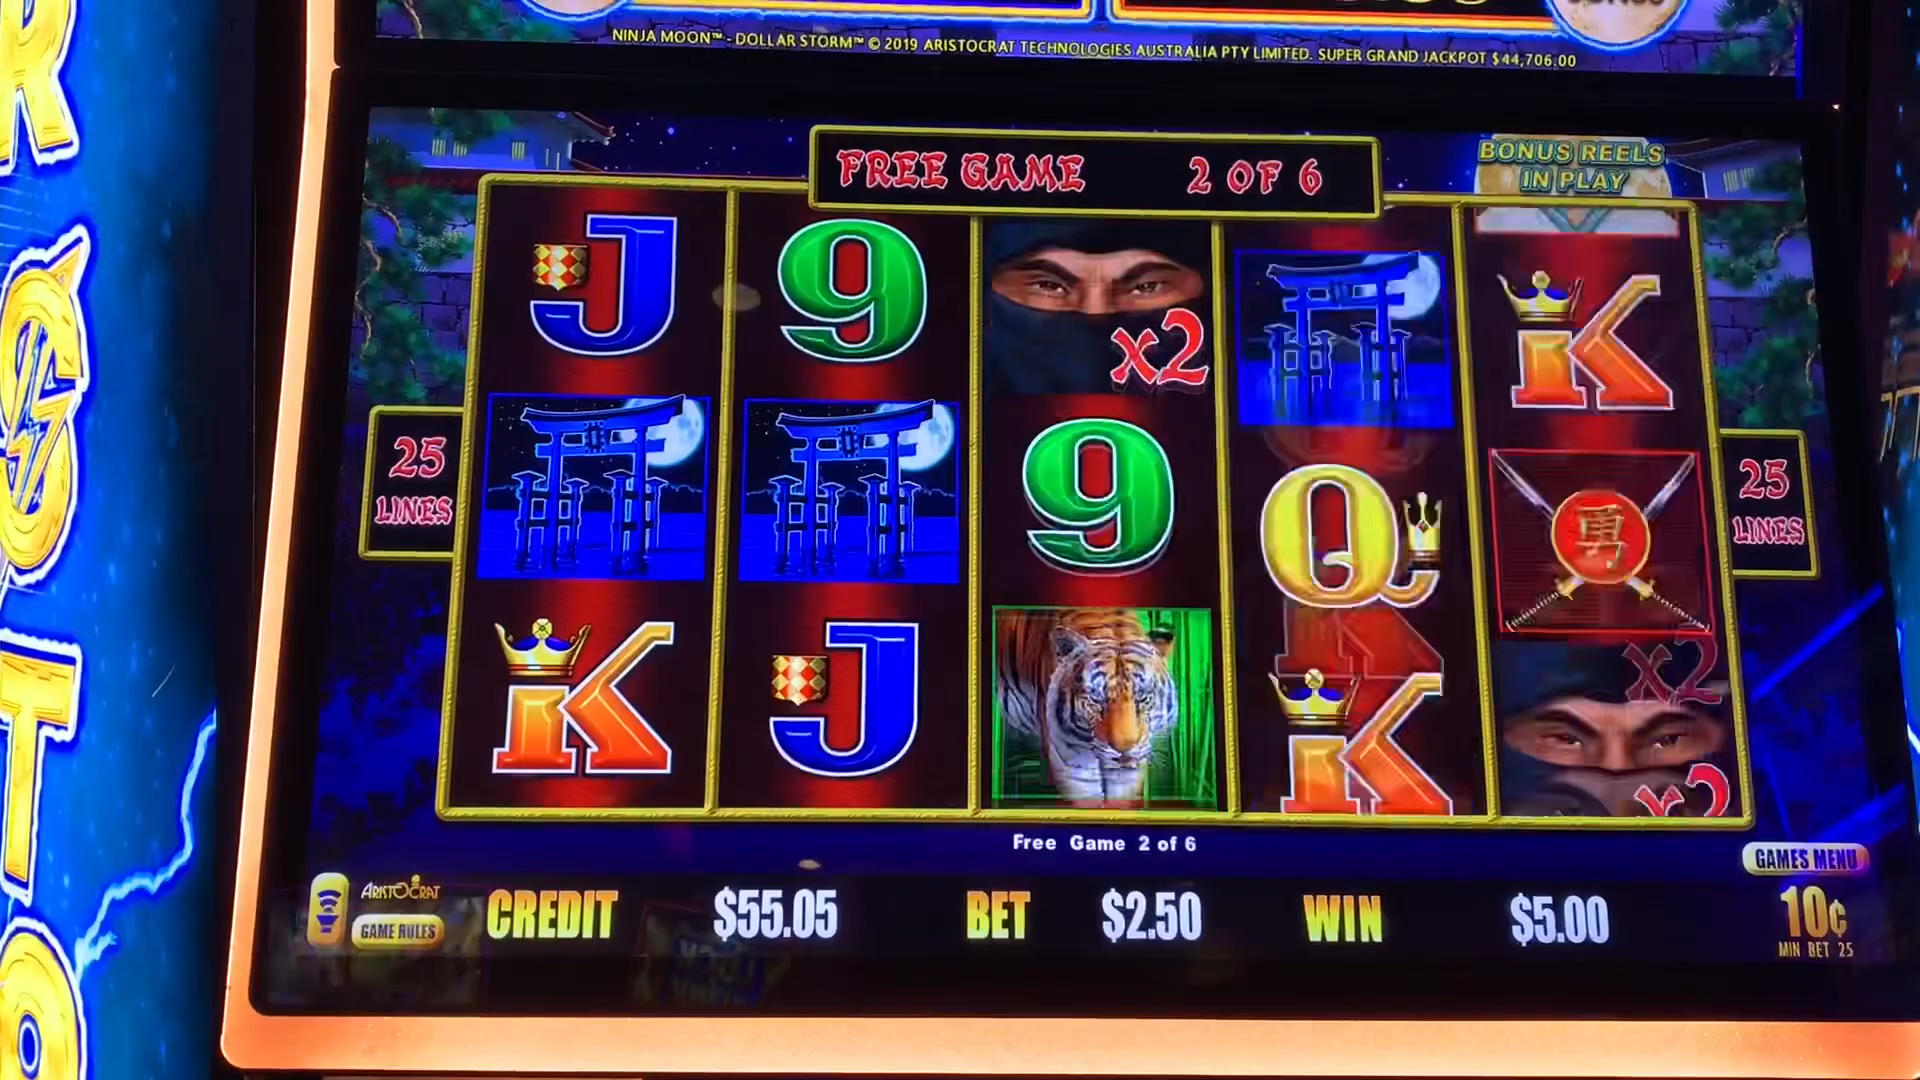 NINJA MOON™ - DOLLAR STORM™ © 2019 ARISTOCRAT TECHNOLOGIES AUSTRALIA PTY LIMITED. SUPER GRAND JACKPOT $44,706.00
FREE GAME 2 OF 6
BONUS REELS
IN PLAY
J 9 x2 K
25
LINES
9 Q 勇
25
LINES
K J K x2
x2
Free Game 2 of 6
GAMES MENU
ARISTOCRAT
GAME RULES
CREDIT $55.05 BET $2.50 WIN $5.00
10¢
MIN BET 25
R
S
T
O